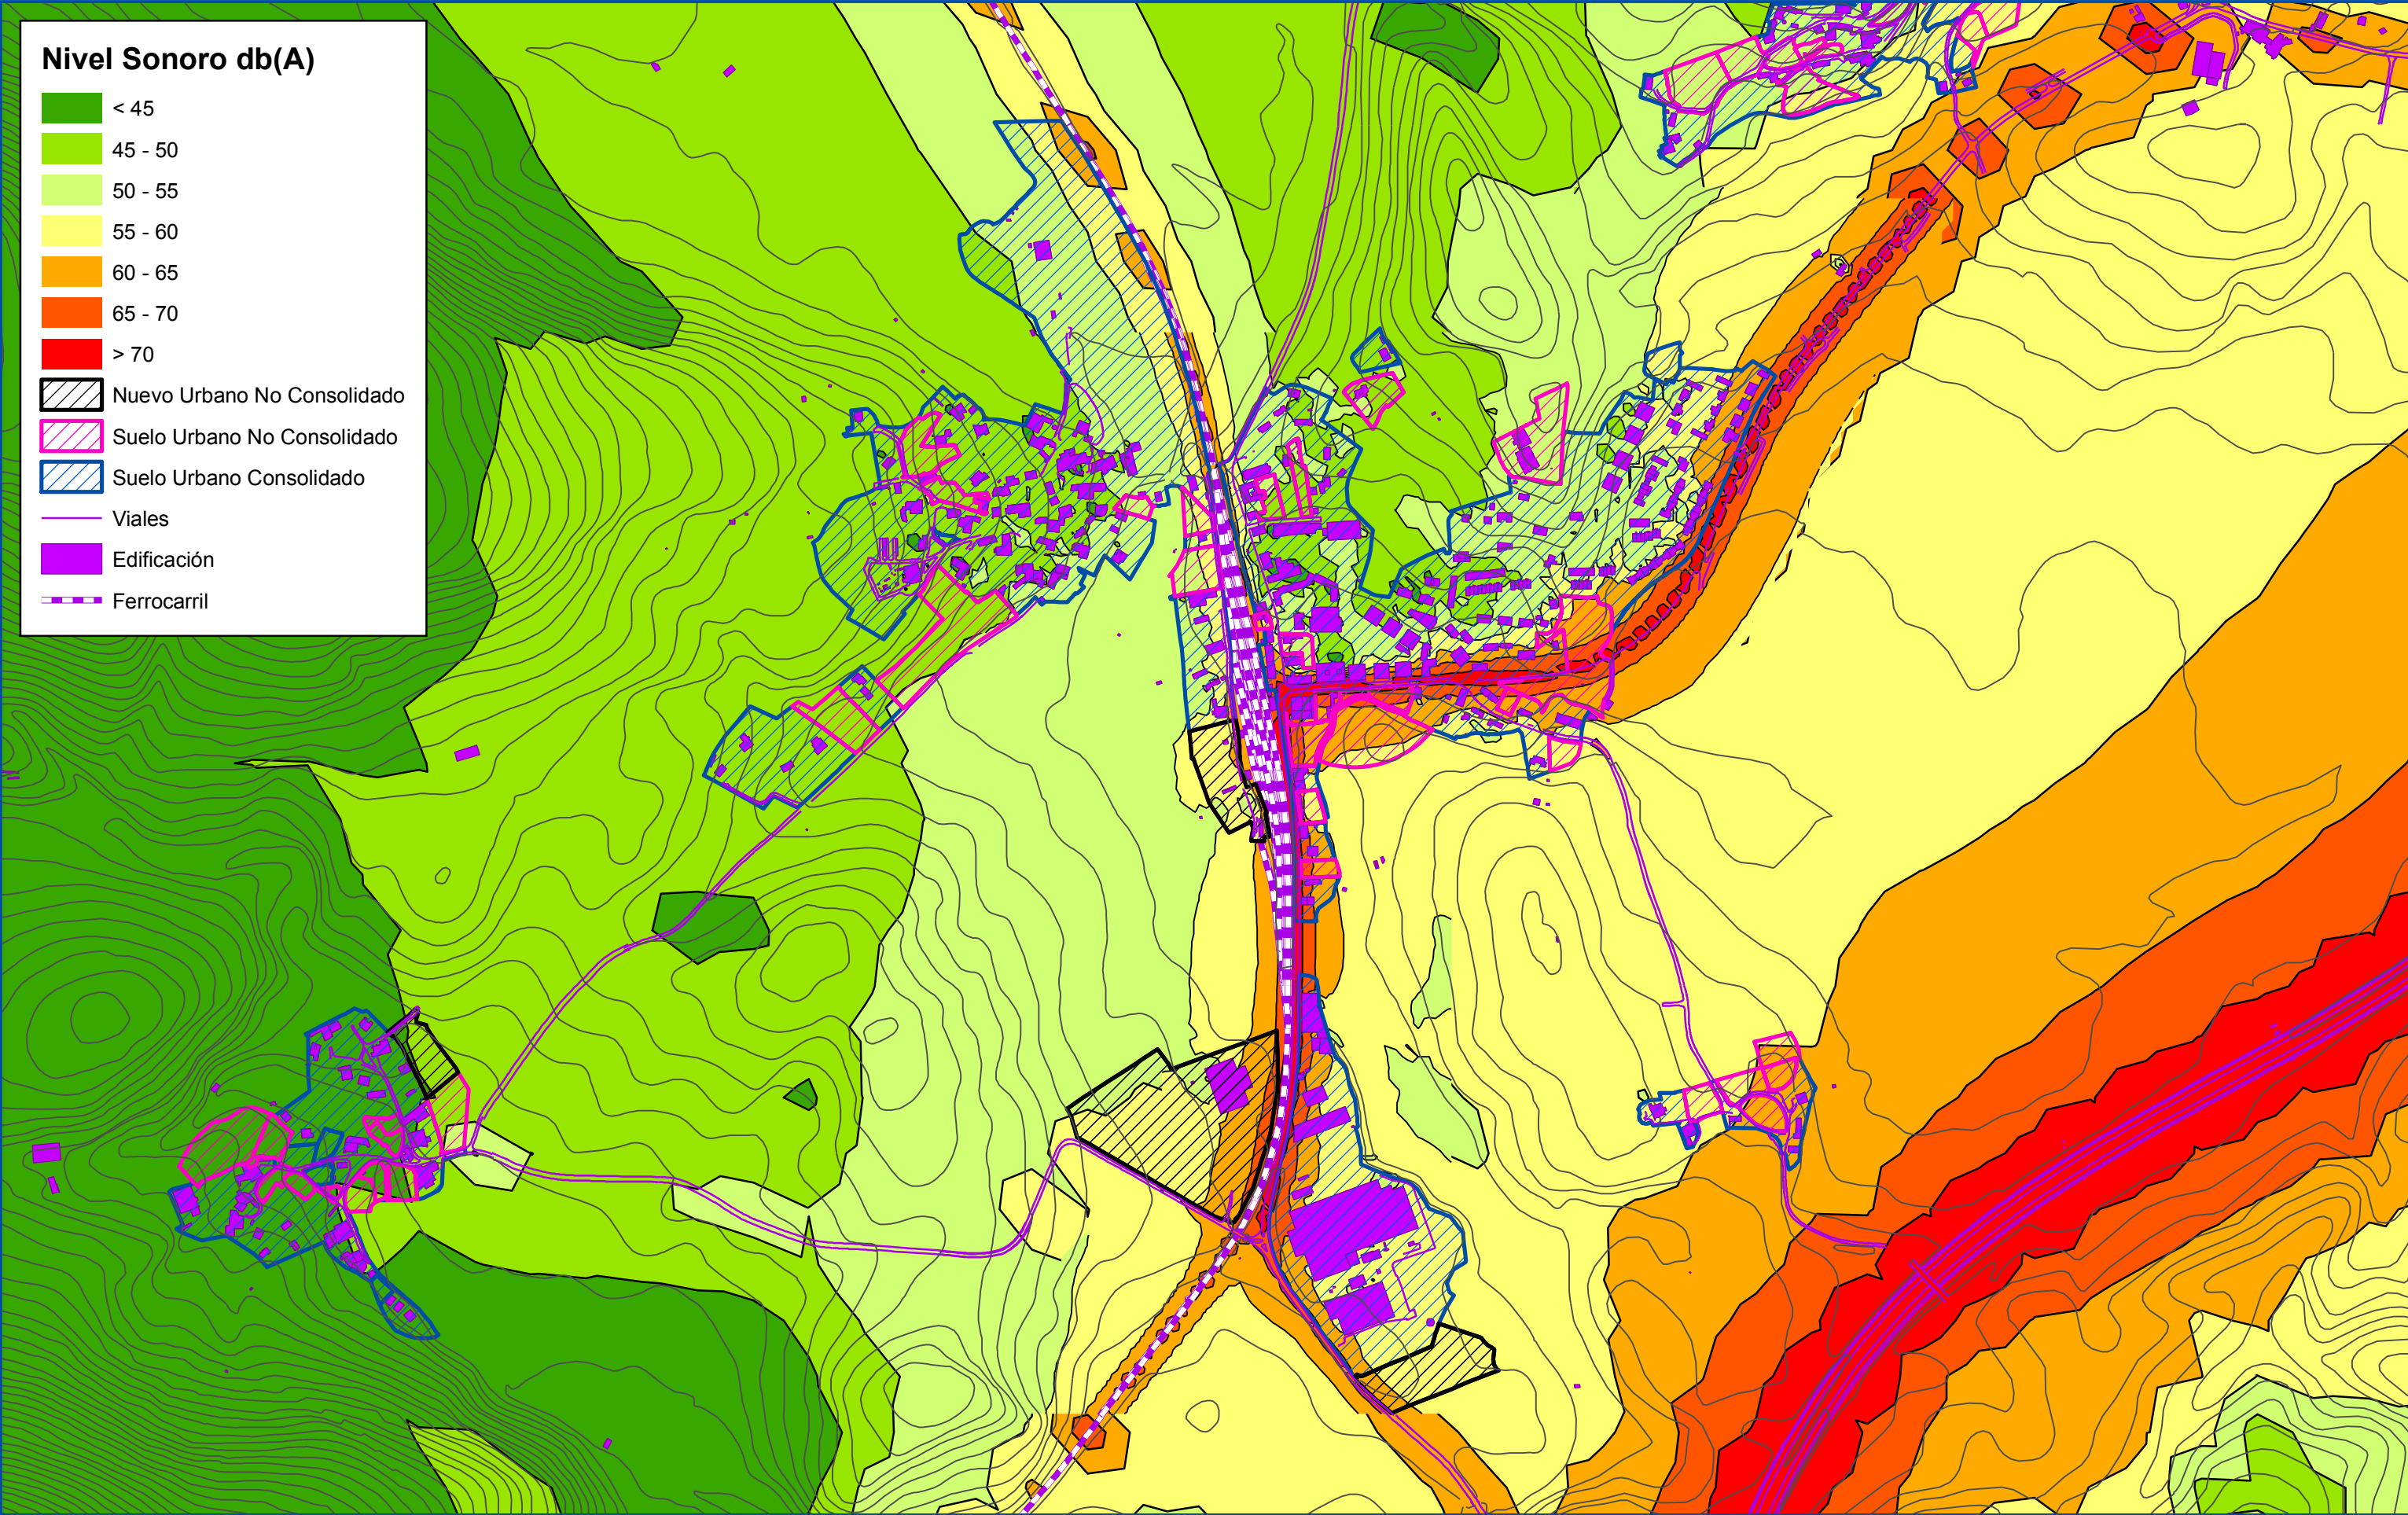 Nivel Sonoro db(A)
< 45
45 - 50
50 - 55
55 - 60
60 - 65
65 - 70
> 70
Nuevo Urbano No Consolidado
Suelo Urbano No Consolidado
Suelo Urbano Consolidado
Viales
Edificación
Ferrocarril